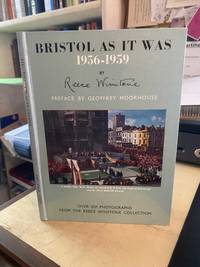 BRISTOL AS IT WAS
1956-1959
BY
Reece Winstone
PREFACE BY GEOFFREY MOORHOUSE
OVER 200 PHOTOGRAPHS
FROM THE REECE WINSTONE COLLECTION